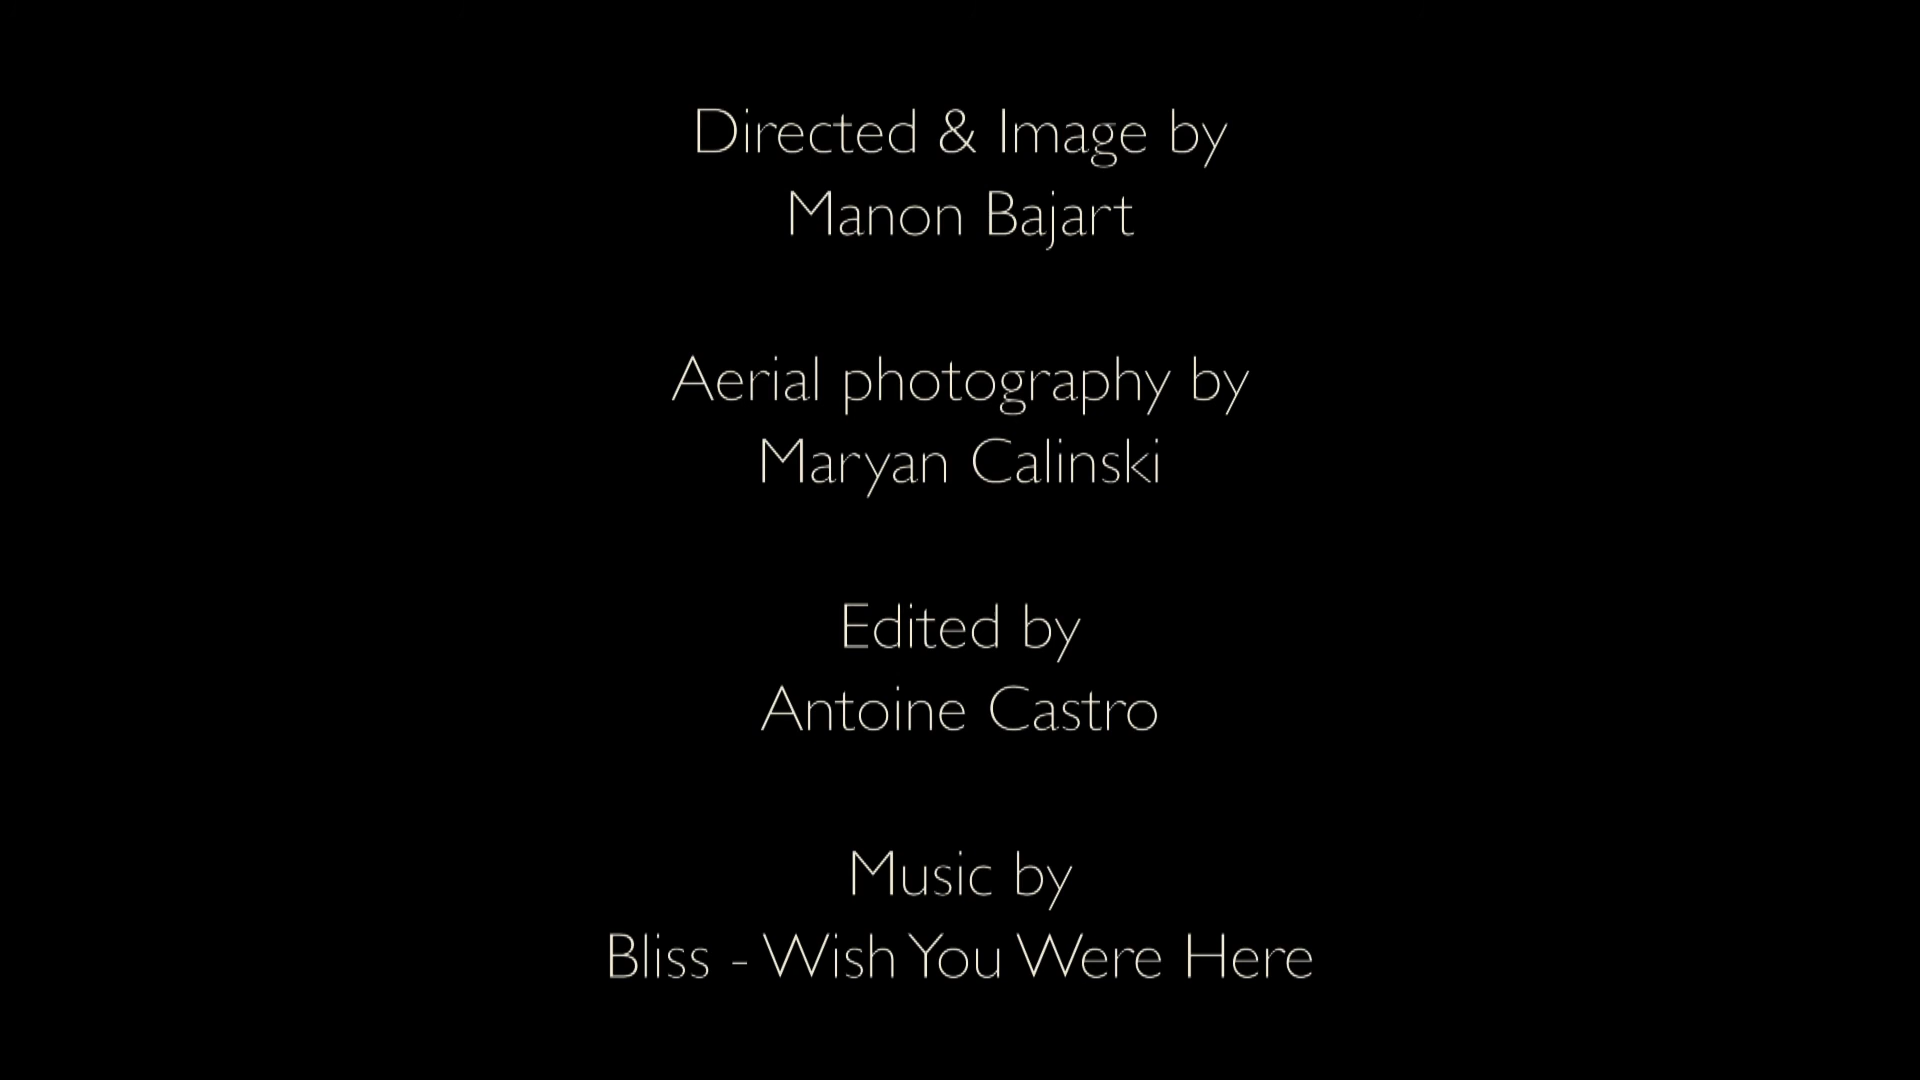 Directed & Image by
Manon Bajart
Aerial photography by
Maryan Calinski
Edited by
Antoine Castro
Music by
Bliss - Wish You Were Here